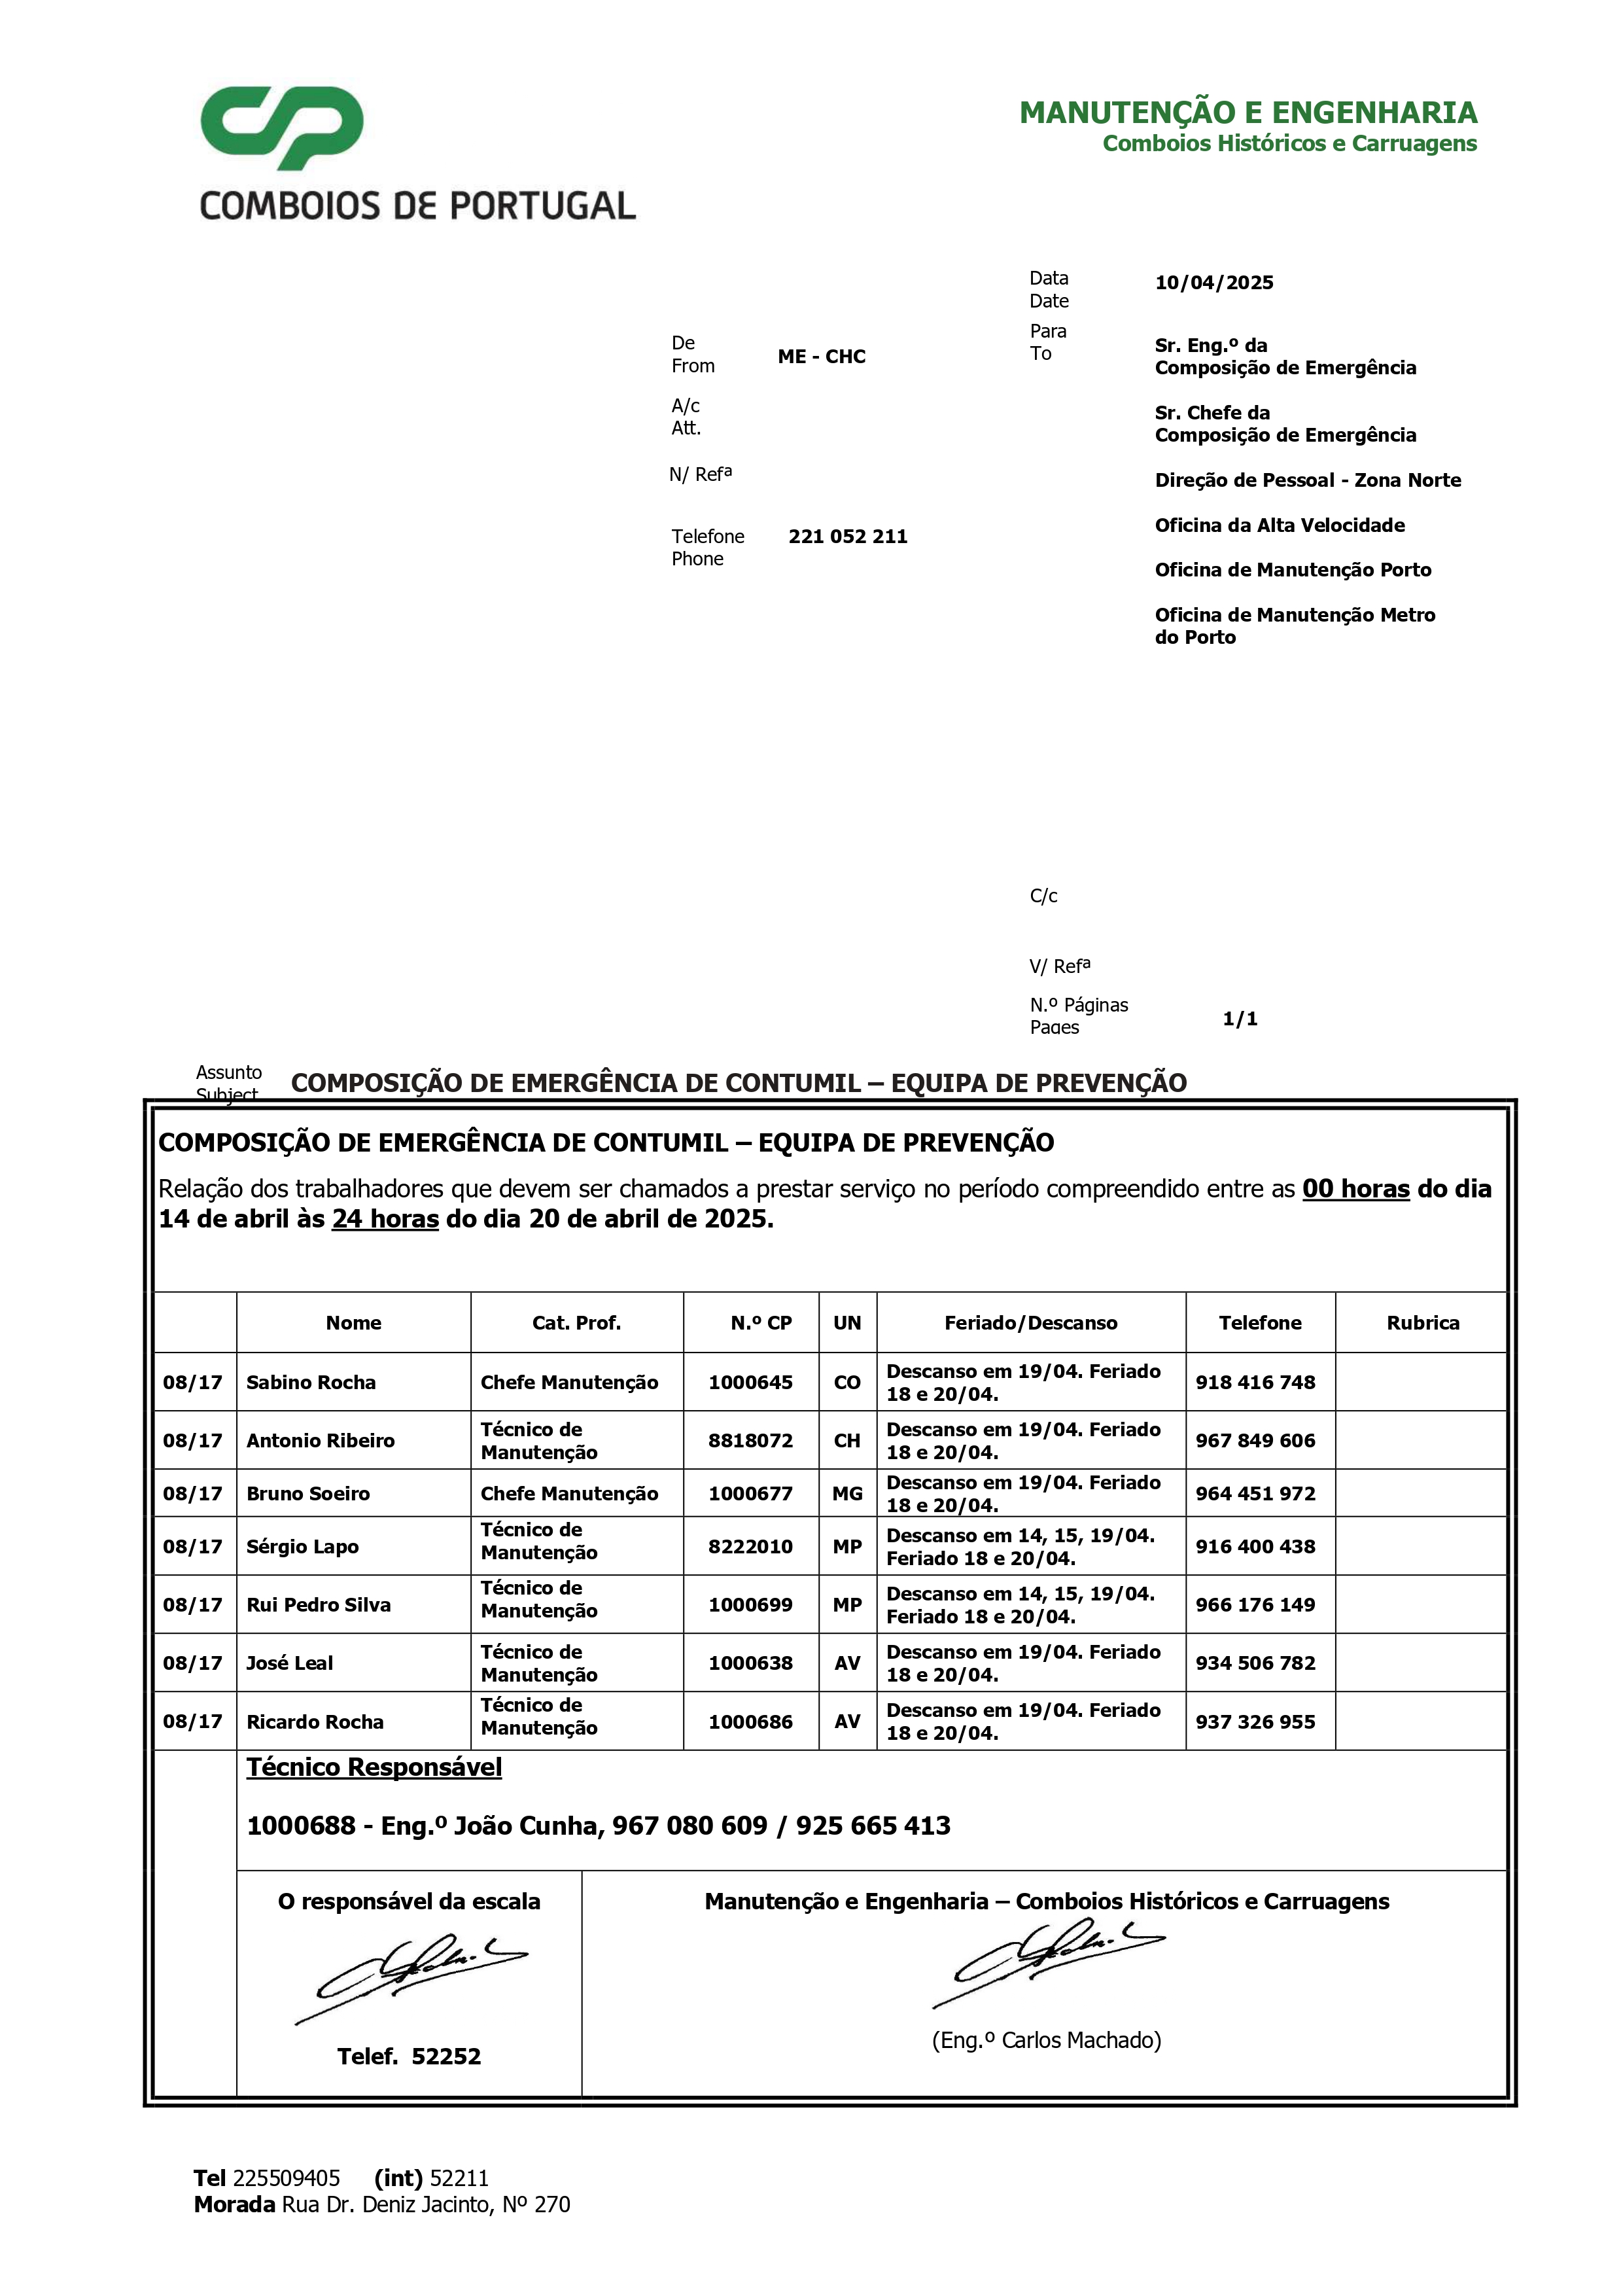 CP
COMBOIOS DE PORTUGAL
MANUTENÇÃO E ENGENHARIA
Comboios Históricos e Carruagens
Data
Date
10/04/2025
De
From
ME - CHC
A/c
Att.
N/ Refª
Telefone
Phone
221 052 211
Para
To
Sr. Eng.º da
Composição de Emergência
Sr. Chefe da
Composição de Emergência
Direção de Pessoal - Zona Norte
Oficina da Alta Velocidade
Oficina de Manutenção Porto
Oficina de Manutenção Metro
do Porto
C/c
V/ Refª
N.º Páginas
Pages
1/1
Assunto
Subject
COMPOSIÇÃO DE EMERGÊNCIA DE CONTUMIL – EQUIPA DE PREVENÇÃO
COMPOSIÇÃO DE EMERGÊNCIA DE CONTUMIL – EQUIPA DE PREVENÇÃO
Relação dos trabalhadores que devem ser chamados a prestar serviço no período compreendido entre as 00 horas do dia
14 de abril às 24 horas do dia 20 de abril de 2025.
Nome Cat. Prof. N.º CP UN Feriado/Descanso Telefone Rubrica
08/17 Sabino Rocha Chefe Manutenção 1000645 CO Descanso em 19/04. Feriado
18 e 20/04. 918 416 748
08/17 Antonio Ribeiro Técnico de
Manutenção 8818072 CH Descanso em 19/04. Feriado
18 e 20/04. 967 849 606
08/17 Bruno Soeiro Chefe Manutenção 1000677 MG Descanso em 19/04. Feriado
18 e 20/04. 964 451 972
08/17 Sérgio Lapo Técnico de
Manutenção 8222010 MP Descanso em 14, 15, 19/04.
Feriado 18 e 20/04. 916 400 438
08/17 Rui Pedro Silva Técnico de
Manutenção 1000699 MP Descanso em 14, 15, 19/04.
Feriado 18 e 20/04. 966 176 149
08/17 José Leal Técnico de
Manutenção 1000638 AV Descanso em 19/04. Feriado
18 e 20/04. 934 506 782
08/17 Ricardo Rocha Técnico de
Manutenção 1000686 AV Descanso em 19/04. Feriado
18 e 20/04. 937 326 955
Técnico Responsável
1000688 - Eng.º João Cunha, 967 080 609 / 925 665 413
O responsável da escala
Telef. 52252
Manutenção e Engenharia – Comboios Históricos e Carruagens
(Eng.º Carlos Machado)
Tel 225509405 (int) 52211
Morada Rua Dr. Deniz Jacinto, Nº 270